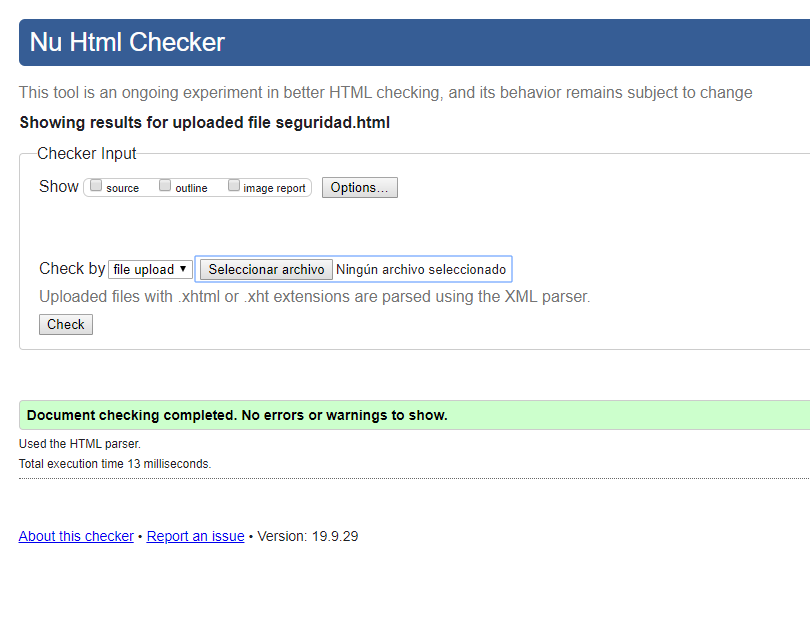 Nu Html Checker
This tool is an ongoing experiment in better HTML checking, and its behavior remains subject to change
Showing results for uploaded file seguridad.html
Checker Input
Show source outline image report Options...
Check by file upload ▼ Seleccionar archivo Ningún archivo seleccionado
Uploaded files with .xhtml or .xht extensions are parsed using the XML parser.
Check
Document checking completed. No errors or warnings to show.
Used the HTML parser.
Total execution time 13 milliseconds.
About this checker • Report an issue • Version: 19.9.29